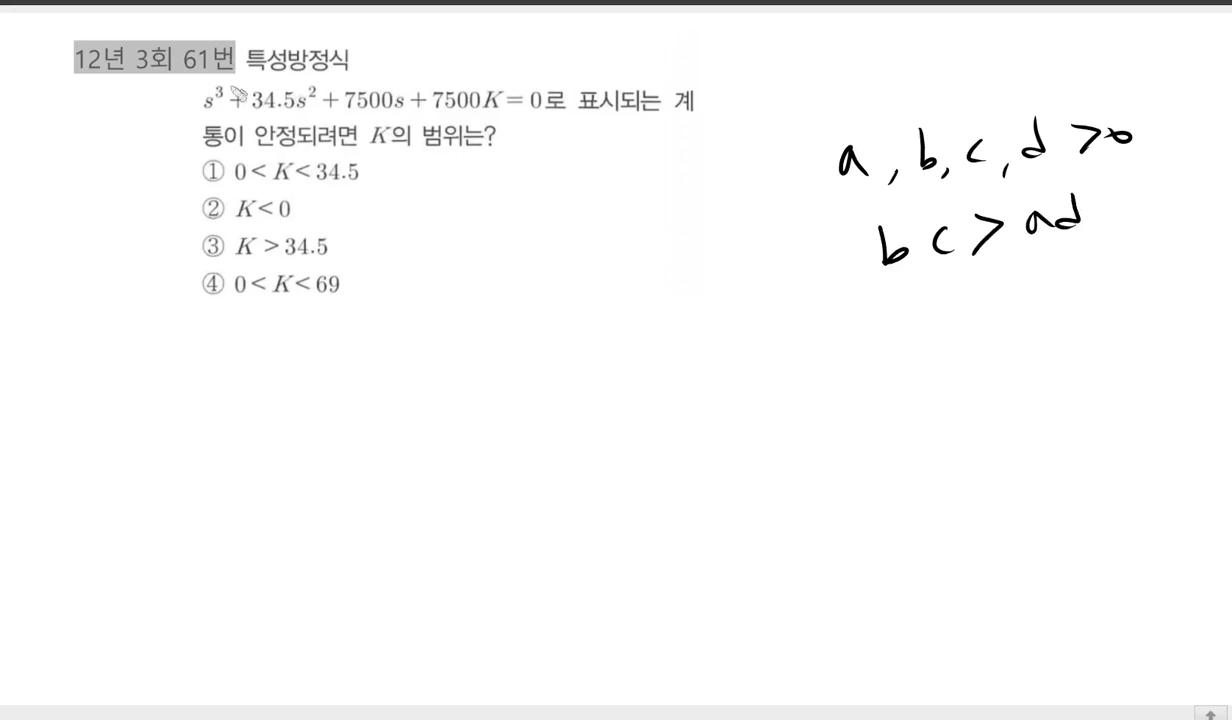 12년 3회 61번 특성방정식
s³ + 34.5s² + 7500s + 7500K = 0로 표시되는 계
통이 안정되려면 K의 범위는?
① 0 < K < 34.5
② K < 0
③ K > 34.5
④ 0 < K < 69
a, b, c, d > 0
bc > ad